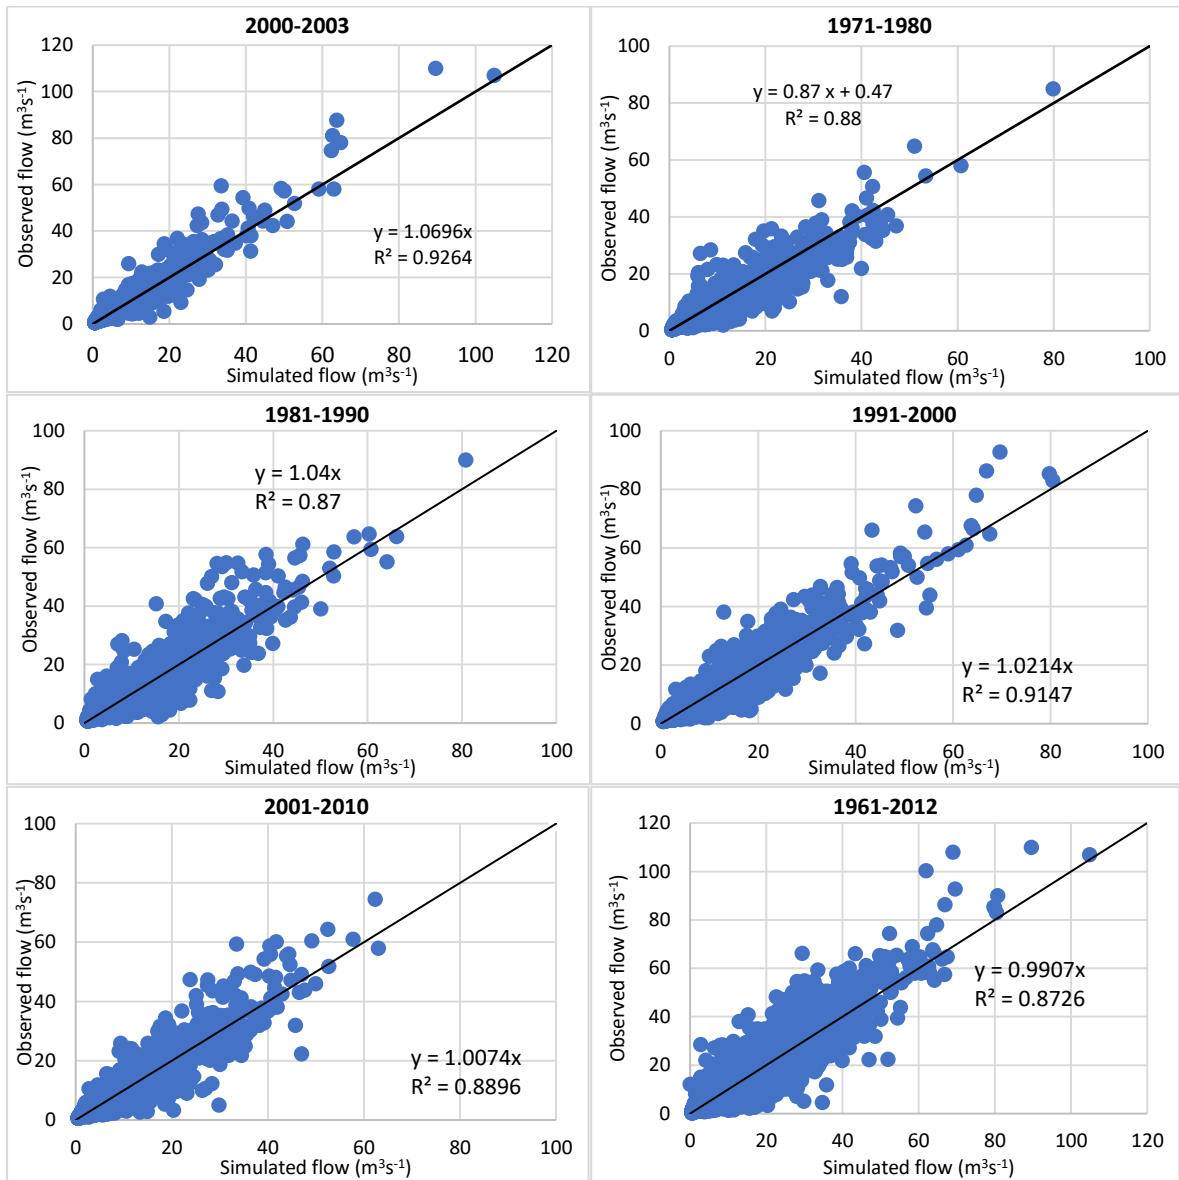 2000-2003
Observed flow (m³s⁻¹)
120
100
80
60
40
20
0
y = 1.0696x
R² = 0.9264
0 20 40 60 80 100 120
Simulated flow (m³s⁻¹)
1971-1980
Observed flow (m³s⁻¹)
100
80
60
40
20
0
y = 0.87 x + 0.47
R² = 0.88
0 20 40 60 80 100
Simulated flow (m³s⁻¹)
1981-1990
Observed flow (m³s⁻¹)
100
80
60
40
20
0
y = 1.04x
R² = 0.87
0 20 40 60 80 100
Simulated flow (m³s⁻¹)
1991-2000
Observed flow (m³s⁻¹)
100
80
60
40
20
0
y = 1.0214x
R² = 0.9147
0 20 40 60 80 100
Simulated flow (m³s⁻¹)
2001-2010
Observed flow (m³s⁻¹)
100
80
60
40
20
0
y = 1.0074x
R² = 0.8896
0 20 40 60 80 100
Simulated flow (m³s⁻¹)
1961-2012
Observed flow (m³s⁻¹)
120
100
80
60
40
20
0
y = 0.9907x
R² = 0.8726
0 20 40 60 80 100 120
Simulated flow (m³s⁻¹)